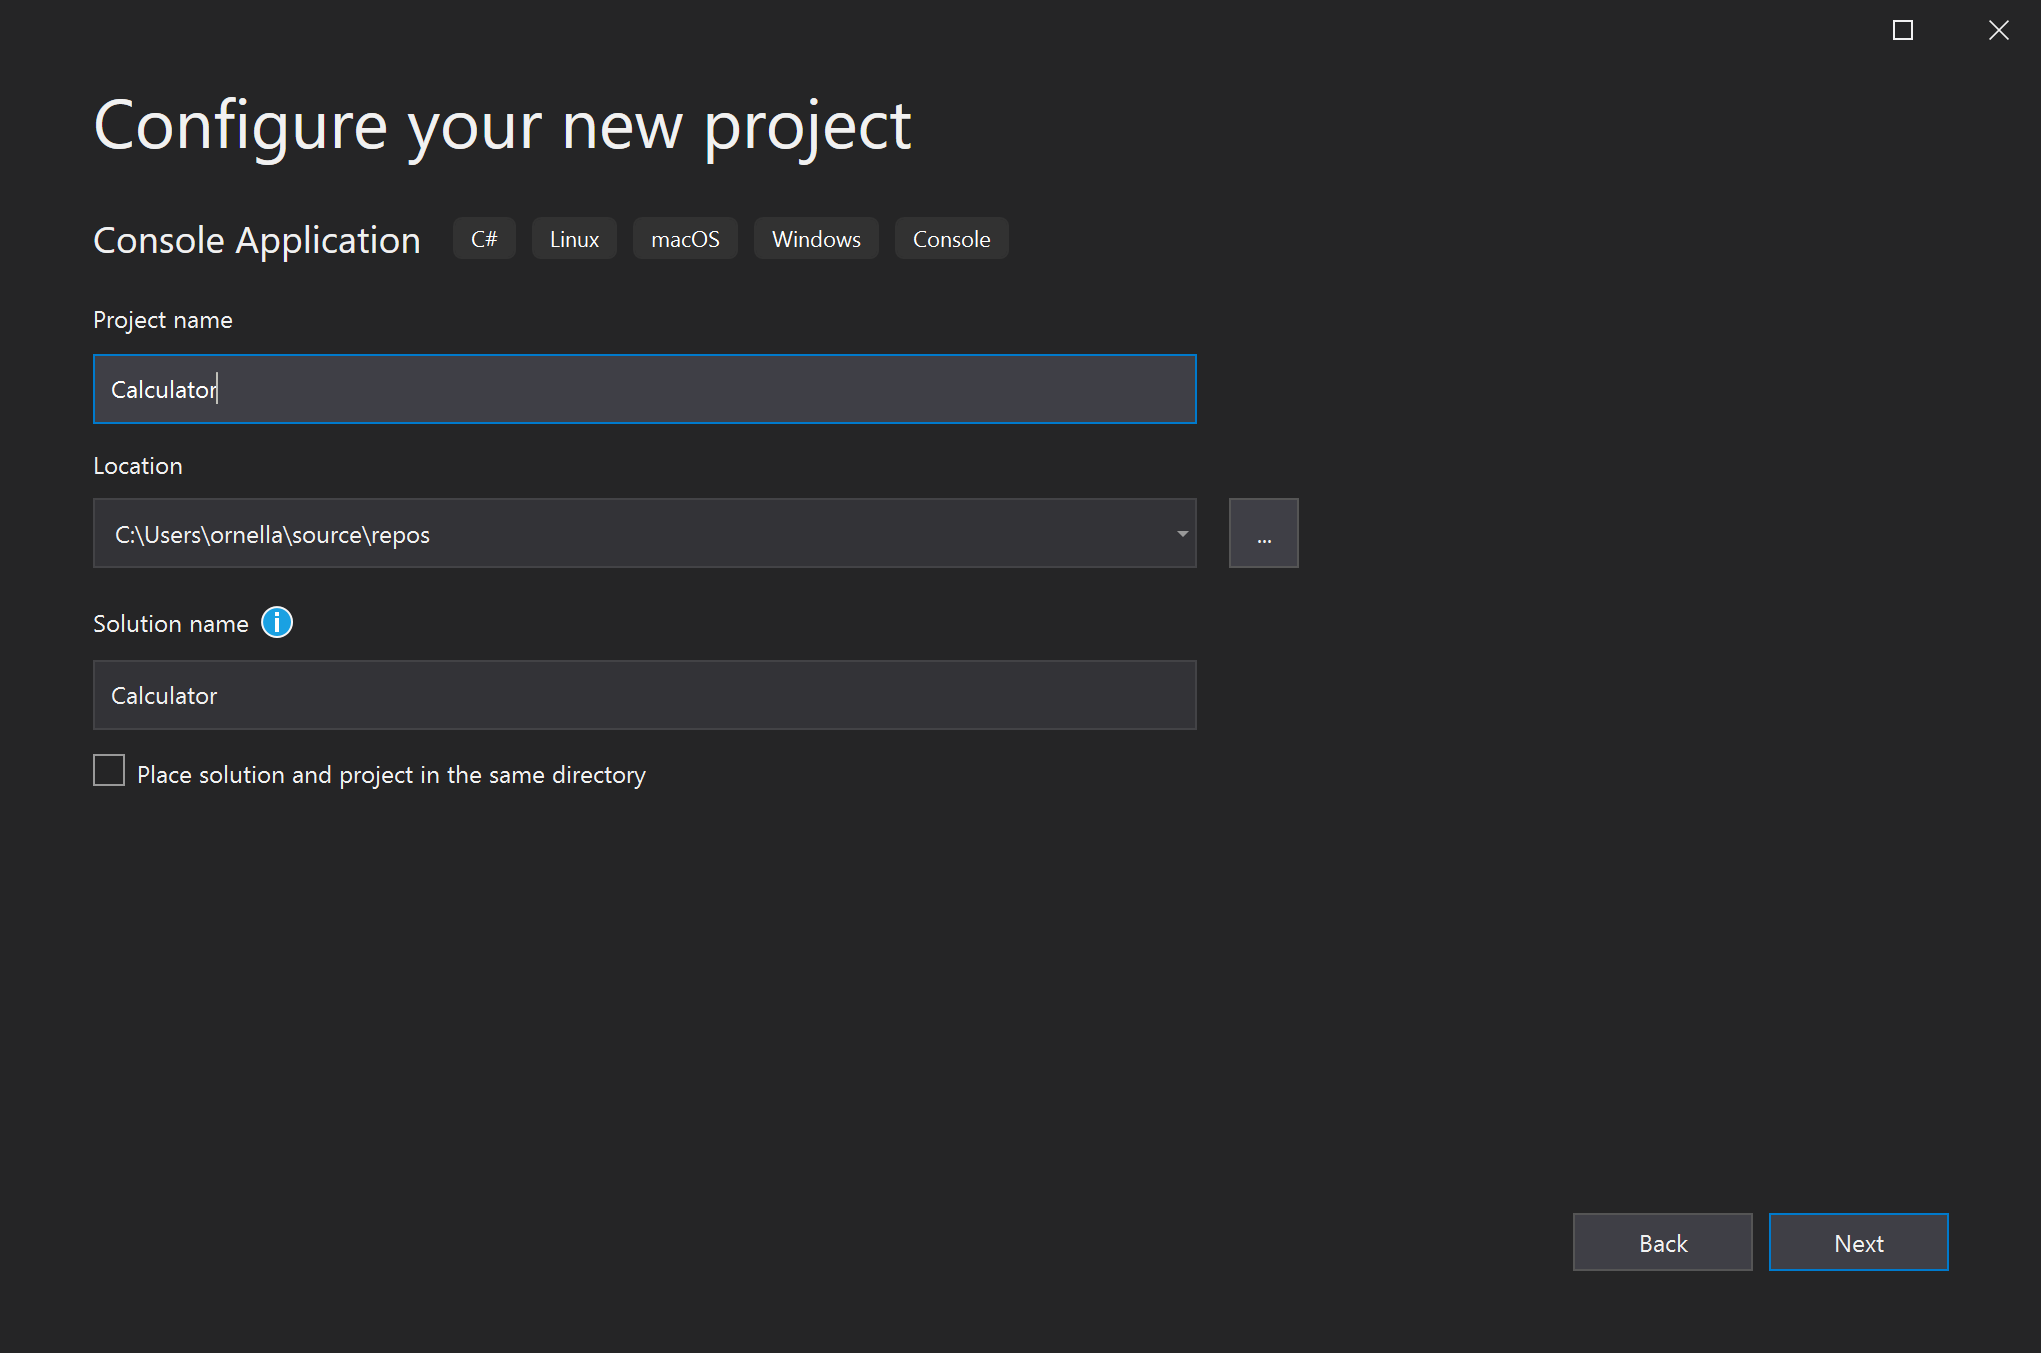 Configure your new project
Console Application C# Linux macOS Windows Console
Project name
Calculator
Location
C:\Users\ornella\source\repos
...
Solution name
Calculator
Place solution and project in the same directory
Back Next